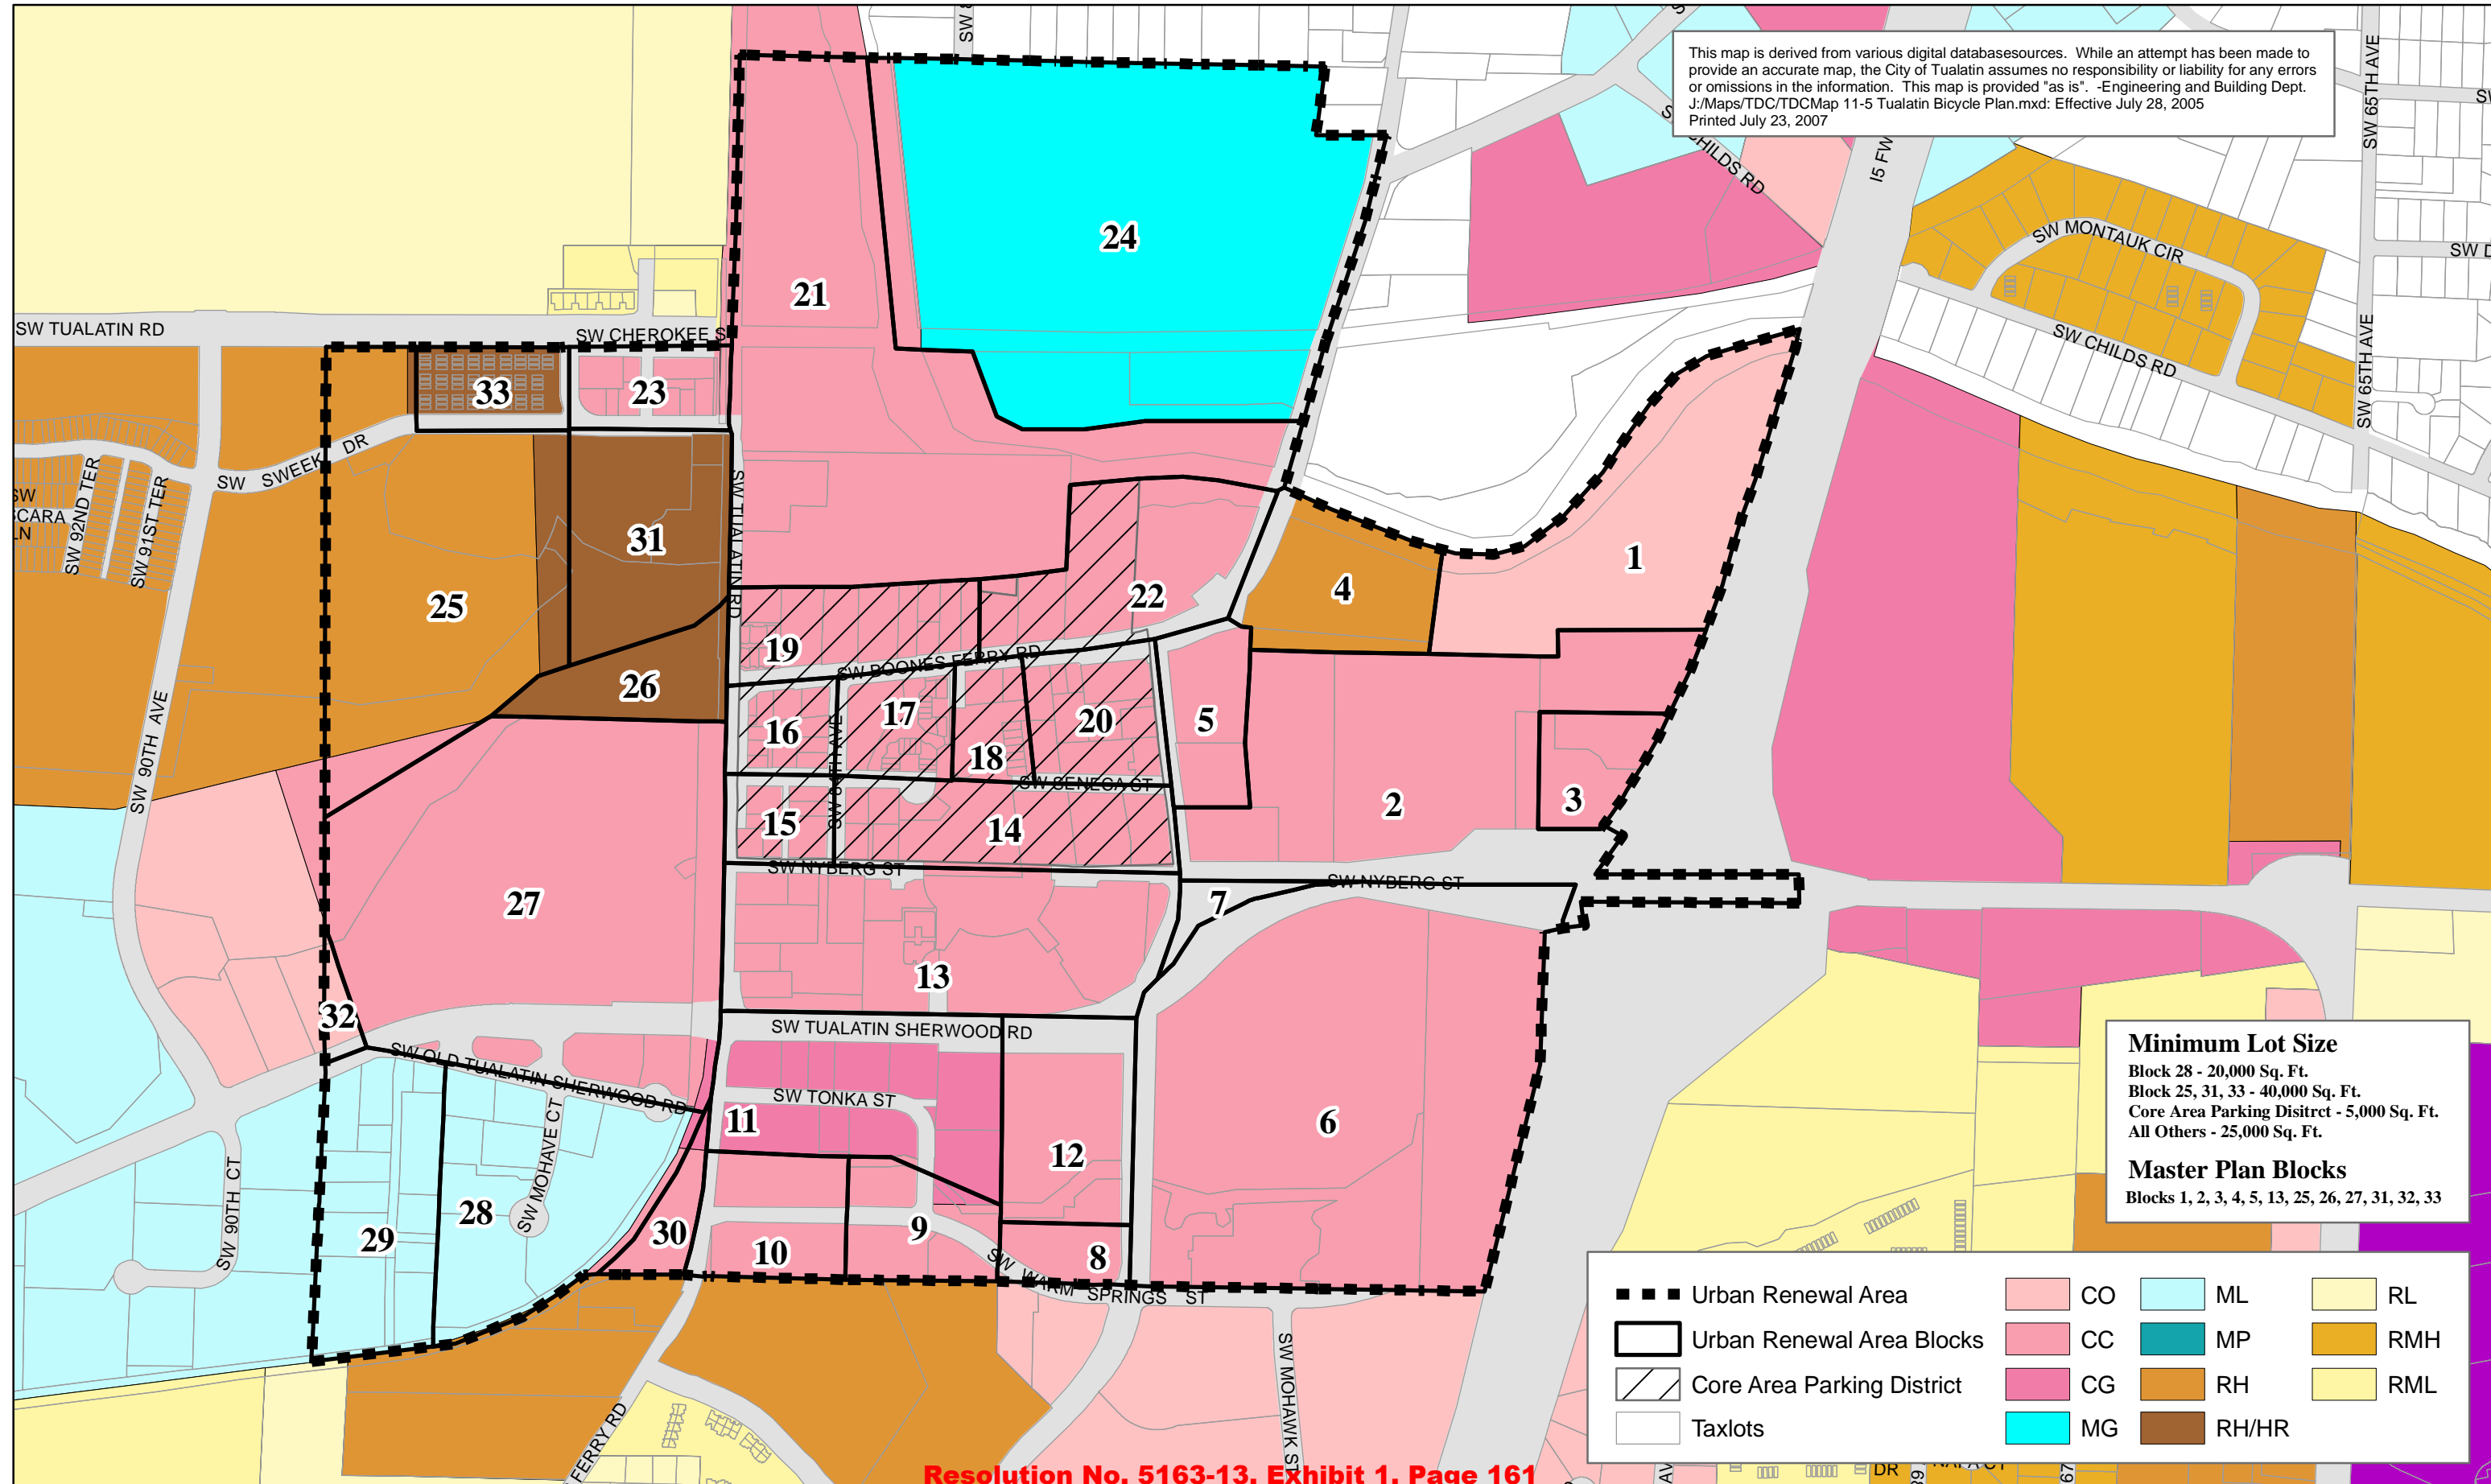 This map is derived from various digital databasesources. While an attempt has been made to
provide an accurate map, the City of Tualatin assumes no responsibility or liability for any errors
or omissions in the information. This map is provided "as is". -Engineering and Building Dept.
J:/Maps/TDC/TDCMap 11-5 Tualatin Bicycle Plan.mxd: Effective July 28, 2005
Printed July 23, 2007
SW 65TH AVE
CHILDS RD
I5 FW
24
SW MONTAUK CIR
SW D
21
SW TUALATIN RD
SW CHEROKEE S
SW CHILDS RD
SW 65TH AVE
33
23
SW SWEEK DR
SW
CARA
LN
SW 92ND TER
SW 91ST TER
SW TUALATIN RD
31
1
4
25
22
19
SW BOONES FERRY RD
26
16
17
18
20
5
SW 84TH AVE
SW 90TH AVE
SW SENECA ST
15
14
2
3
SW NYBERG ST
SW NYBERG ST
27
7
13
32
SW TUALATIN SHERWOOD RD
SW OLD TUALATIN SHERWOOD RD
SW TONKA ST
11
12
6
SW MOHAVE CT
SW 90TH CT
28
29
30
10
9
8
SW WARM SPRINGS ST
SW MOHAWK ST
FERRY RD
Minimum Lot Size
Block 28 - 20,000 Sq. Ft.
Block 25, 31, 33 - 40,000 Sq. Ft.
Core Area Parking Disitrct - 5,000 Sq. Ft.
All Others - 25,000 Sq. Ft.
Master Plan Blocks
Blocks 1, 2, 3, 4, 5, 13, 25, 26, 27, 31, 32, 33
Urban Renewal Area
Urban Renewal Area Blocks
Core Area Parking District
Taxlots
CO
CC
CG
MG
ML
MP
RH
RH/HR
RL
RMH
RML
DR
Resolution No. 5163-13, Exhibit 1, Page 161